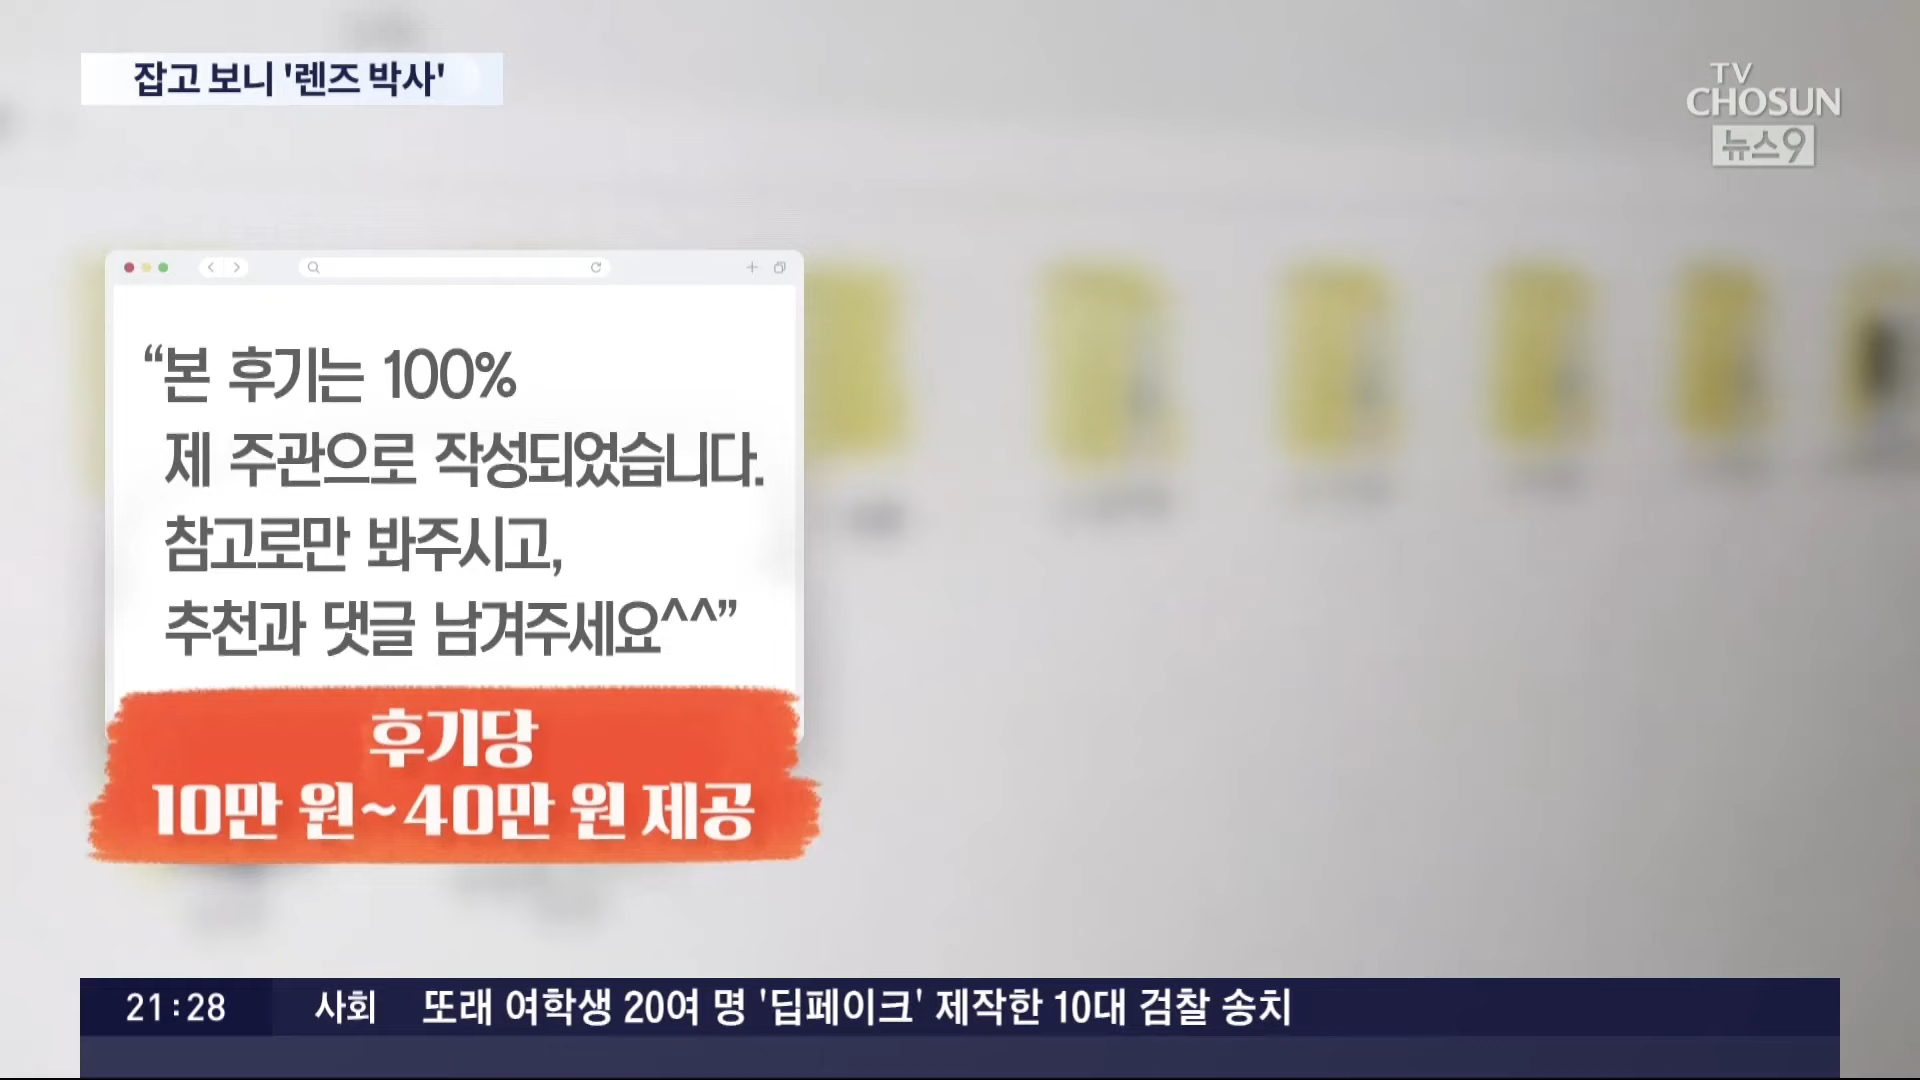 잡고 보니 '렌즈 박사'
TV
CHOSUN
뉴스9
“본 후기는 100%
제 주관으로 작성되었습니다.
참고로만 봐주시고,
추천과 댓글 남겨주세요^^”
후기당
10만 원~40만 원 제공
21:28 사회 또래 여학생 20여 명 '딥페이크' 제작한 10대 검찰 송치